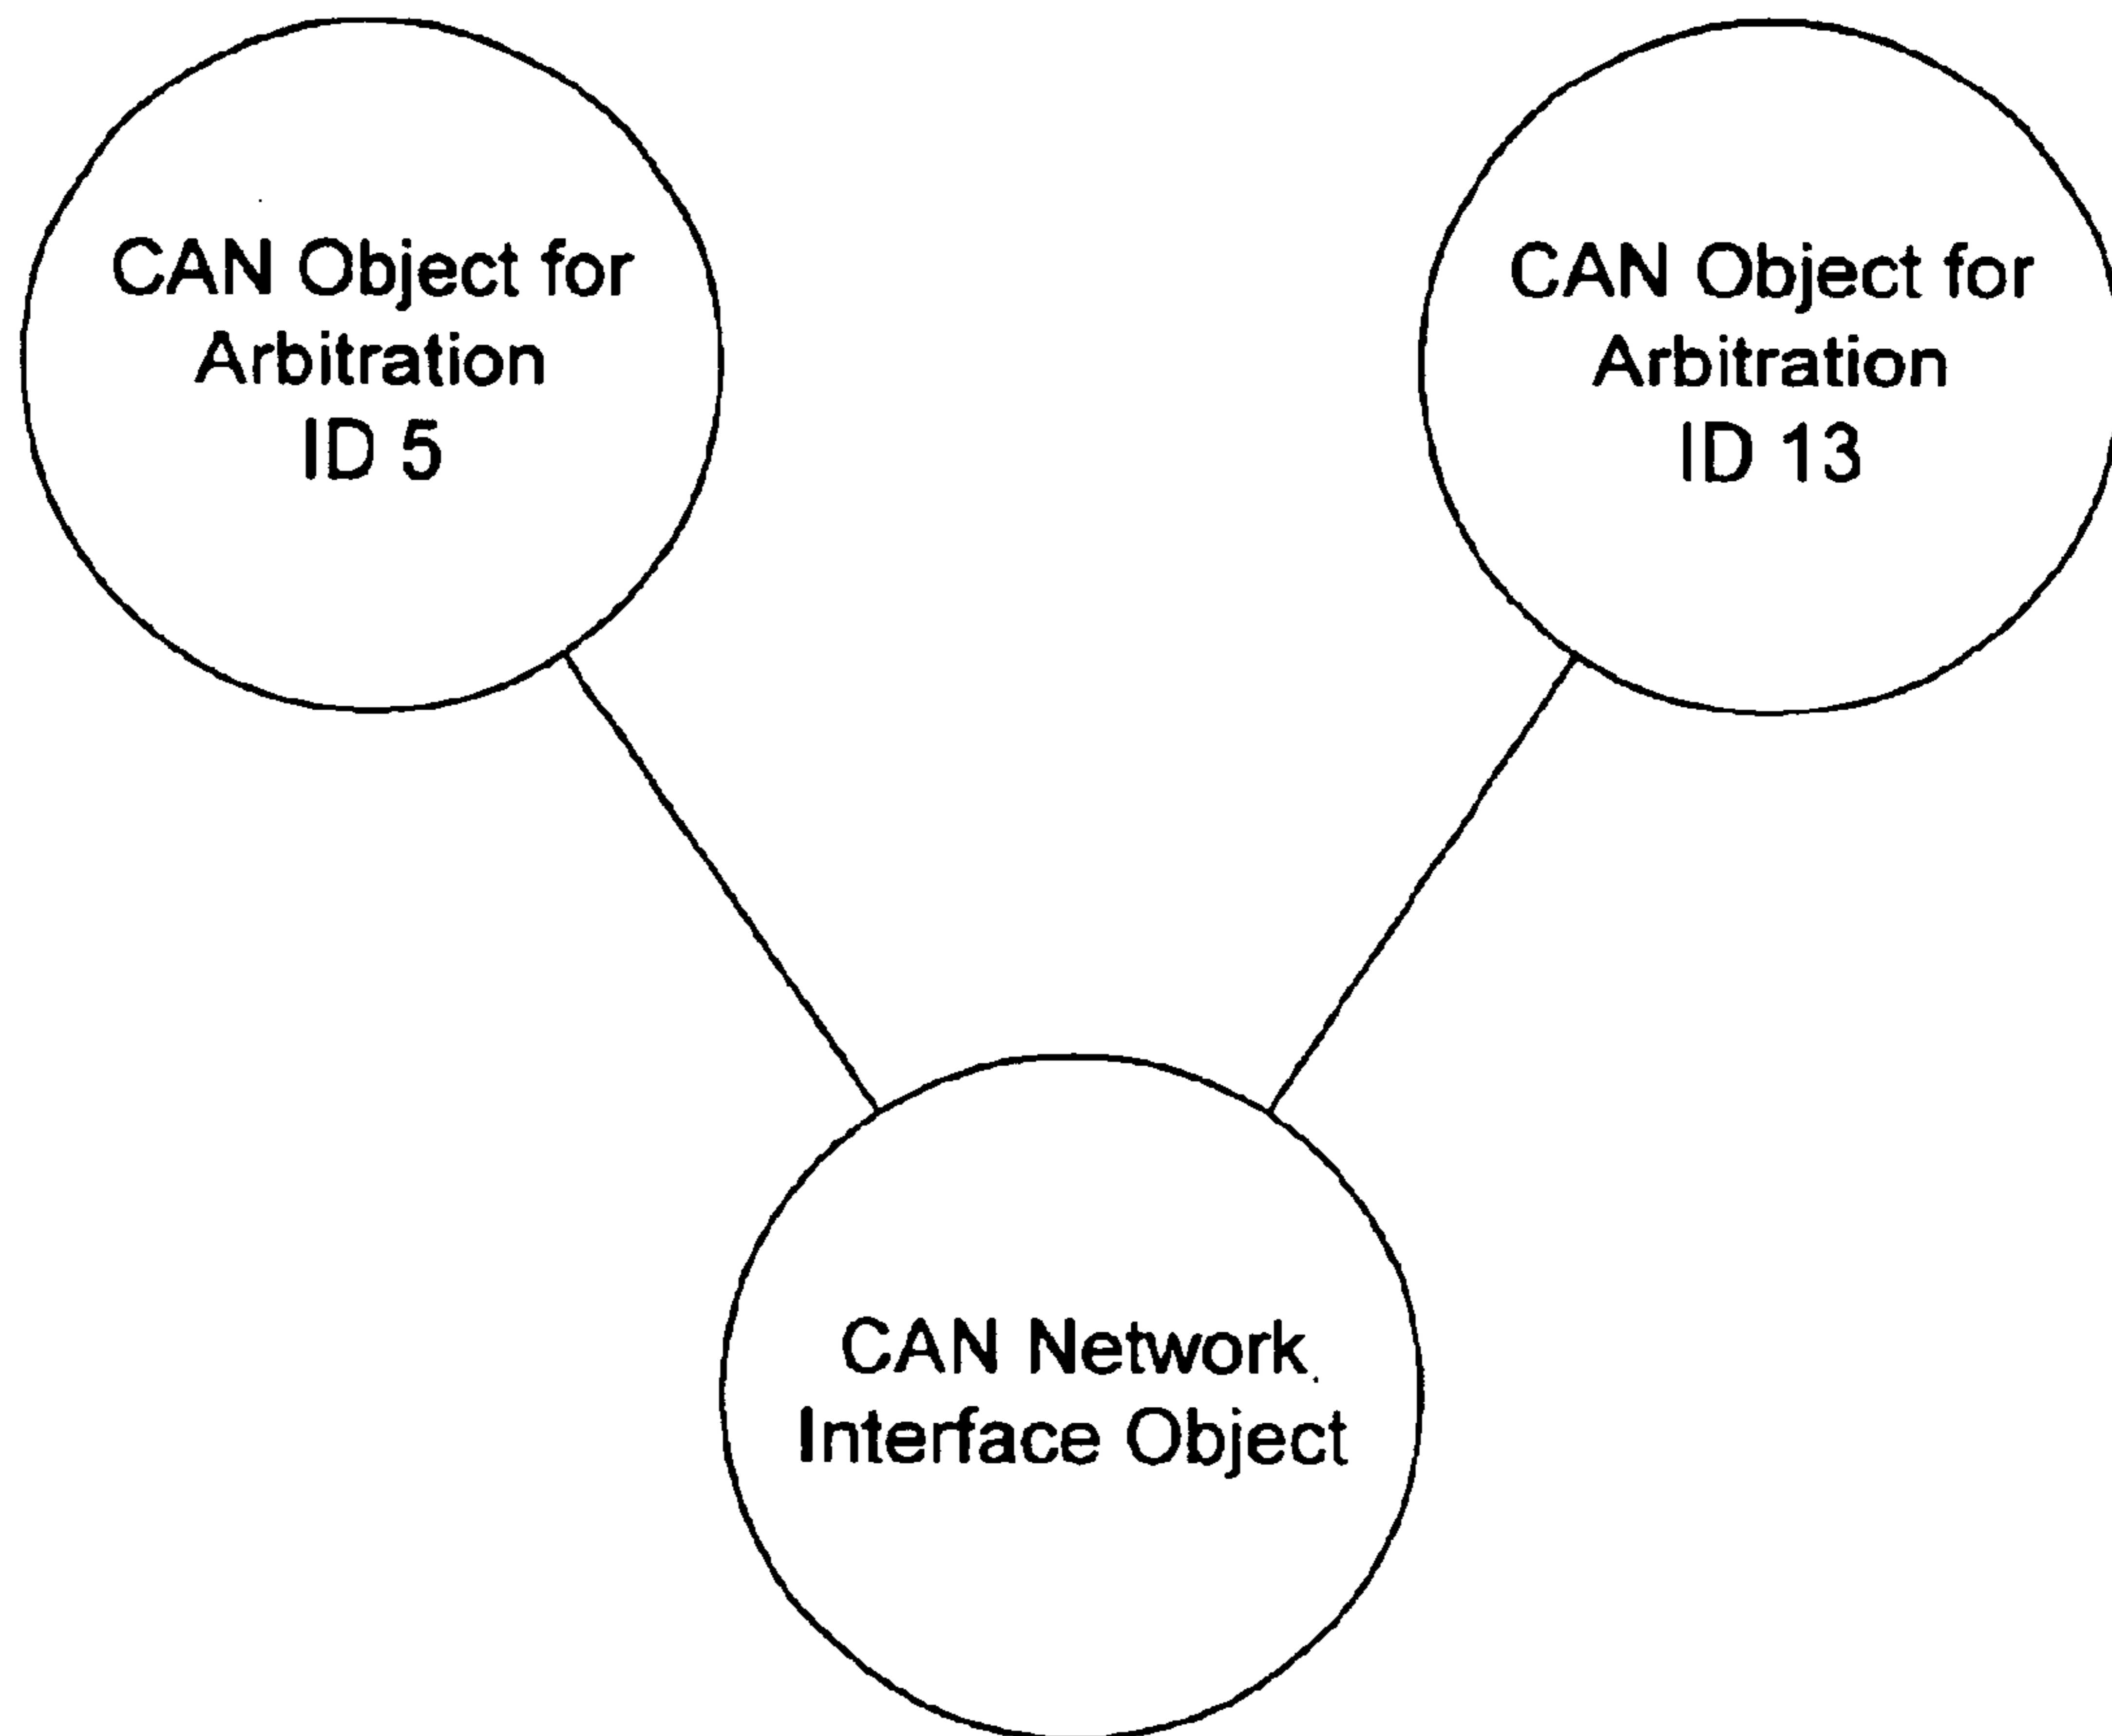 CAN Object for
Arbitration
ID 5
CAN Object for
Arbitration
ID 13
CAN Network
Interface Object